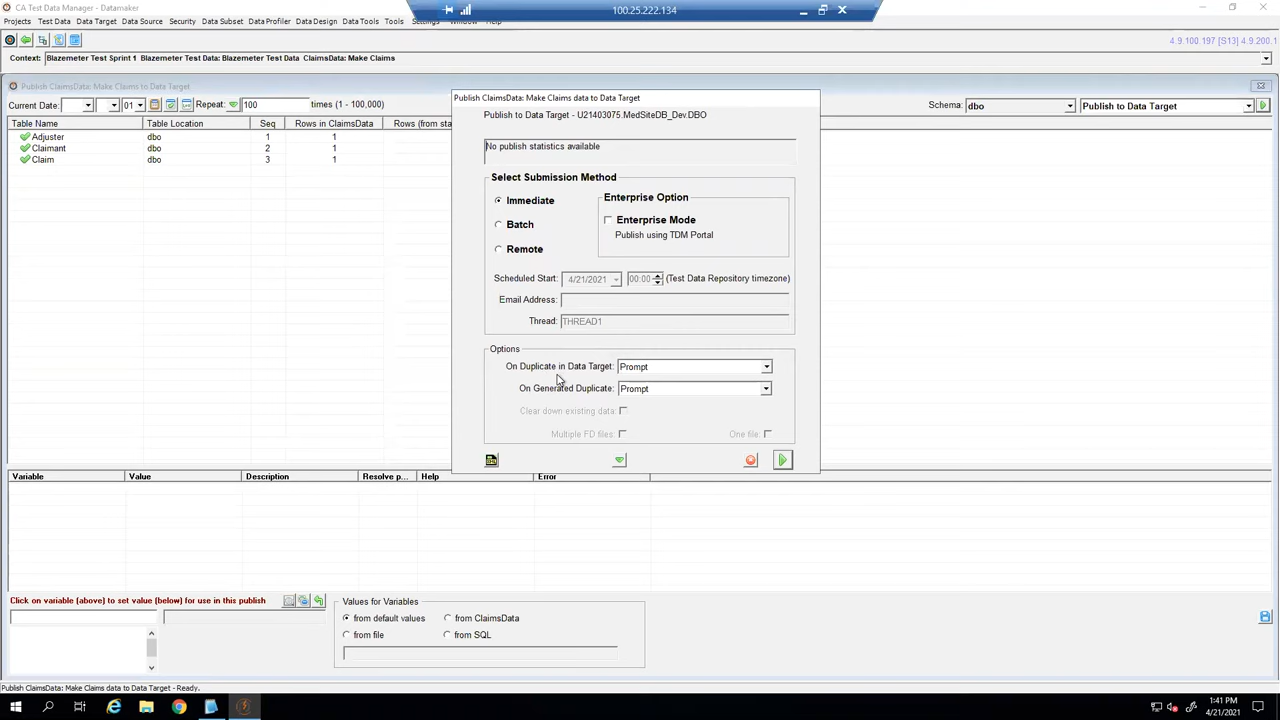 CA Test Data Manager - Datamaker
100.25.222.134
Projects Test Data Data Target Data Source Security Data Subset Data Profiler Data Design Data Tools Tools Settings Window Help
4.9.100.197 [S13] 4.9.200.1
Context: Blazemeter Test Sprint 1 Blazemeter Test Data: Blazemeter Test Data ClaimsData: Make Claims
Publish ClaimsData: Make Claims to Data Target
Current Date: 01 Repeat: 100 times (1 - 100,000) Schema: dbo Publish to Data Target
Table Name Table Location Seq Rows in ClaimsData Rows (from sta
Adjuster dbo 1 1
Claimant dbo 2 1
Claim dbo 3 1
Publish ClaimsData: Make Claims data to Data Target
Publish to Data Target - U21403075.MedSiteDB_Dev.DBO
No publish statistics available
Select Submission Method
Immediate
Batch
Remote
Enterprise Option
Enterprise Mode
Publish using TDM Portal
Scheduled Start: 4/21/2021 00:00 (Test Data Repository timezone)
Email Address:
Thread: THREAD1
Options
On Duplicate in Data Target: Prompt
On Generated Duplicate: Prompt
Clear down existing data:
Multiple FD files: One file:
Variable Value Description Resolve p... Help Error
Click on variable (above) to set value (below) for use in this publish
Values for Variables
from default values from ClaimsData
from file from SQL
Publish ClaimsData: Make Claims data to Data Target - Ready.
1:41 PM
4/21/2021